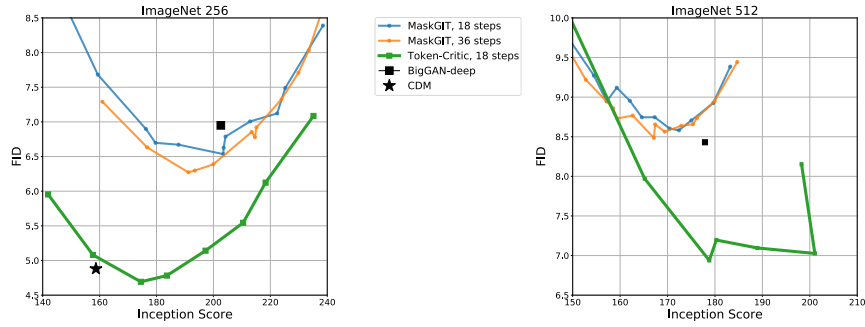 ImageNet 256
8.5
8.0
7.5
7.0
6.5
6.0
5.5
5.0
4.5
FID
140 160 180 200 220 240
Inception Score
MaskGIT, 18 steps
MaskGIT, 36 steps
Token-Critic, 18 steps
BigGAN-deep
CDM
ImageNet 512
10.0
9.5
9.0
8.5
8.0
7.5
7.0
6.5
FID
150 160 170 180 190 200 210
Inception Score